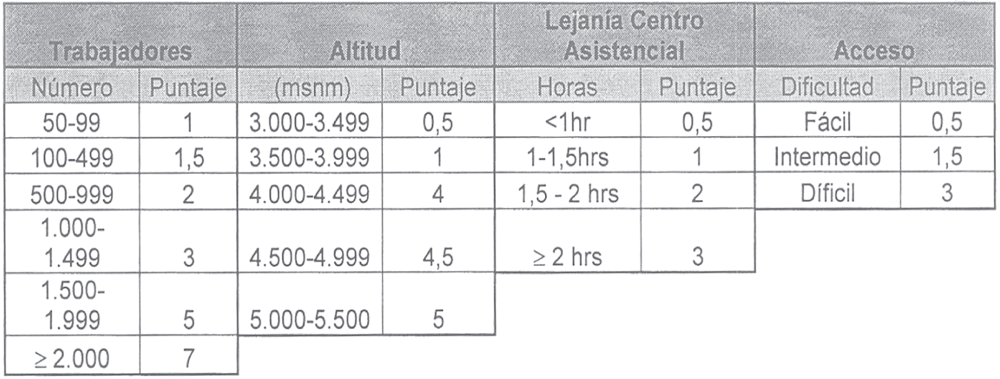 Trabajadores Altitud Lejanía Centro Asistencial Acceso
Número Puntaje (msnm) Puntaje Horas Puntaje Dificultad Puntaje
50-99 1 3.000-3.499 0,5 <1hr 0,5 Fácil 0,5
100-499 1,5 3.500-3.999 1 1-1,5hrs 1 Intermedio 1,5
500-999 2 4.000-4.499 4 1,5 - 2 hrs 2 Díficil 3
1.000-1.499 3 4.500-4.999 4,5 ≥ 2 hrs 3
1.500-1.999 5 5.000-5.500 5
≥ 2.000 7